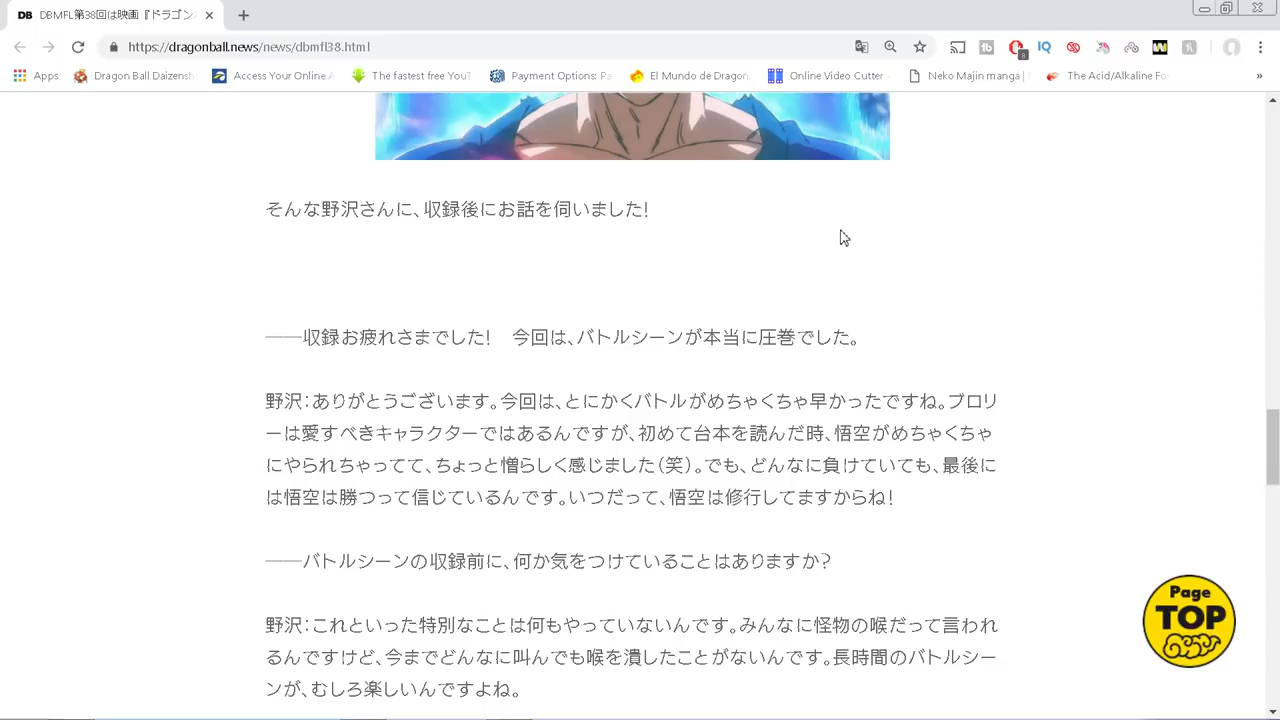 DB DBMFL第38回は映画『ドラゴン
https://dragonball.news/news/dbmfl38.html
Apps Dragon Ball Daizensh Access Your Online A The fastest free YouT Payment Options: Pa El Mundo de Dragon Online Video Cutter - Neko Majin manga | The Acid/Alkaline Fo »
そんな野沢さんに、収録後にお話を伺いました！
――収録お疲れさまでした！　今回は、バトルシーンが本当に圧巻でした。
野沢：ありがとうございます。今回は、とにかくバトルがめちゃくちゃ早かったですね。ブロリ
ーは愛すべきキャラクターではあるんですが、初めて台本を読んだ時、悟空がめちゃくちゃ
にやられちゃってて、ちょっと憎らしく感じました（笑）。でも、どんなに負けていても、最後に
は悟空は勝つって信じているんです。いつだって、悟空は修行してますからね！
――バトルシーンの収録前に、何か気をつけていることはありますか？
野沢：これといった特別なことは何もやっていないんです。みんなに怪物の喉だって言われ
るんですけど、今までどんなに叫んでも喉を潰したことがないんです。長時間のバトルシー
ンが、むしろ楽しいんですよね。
Page
TOP